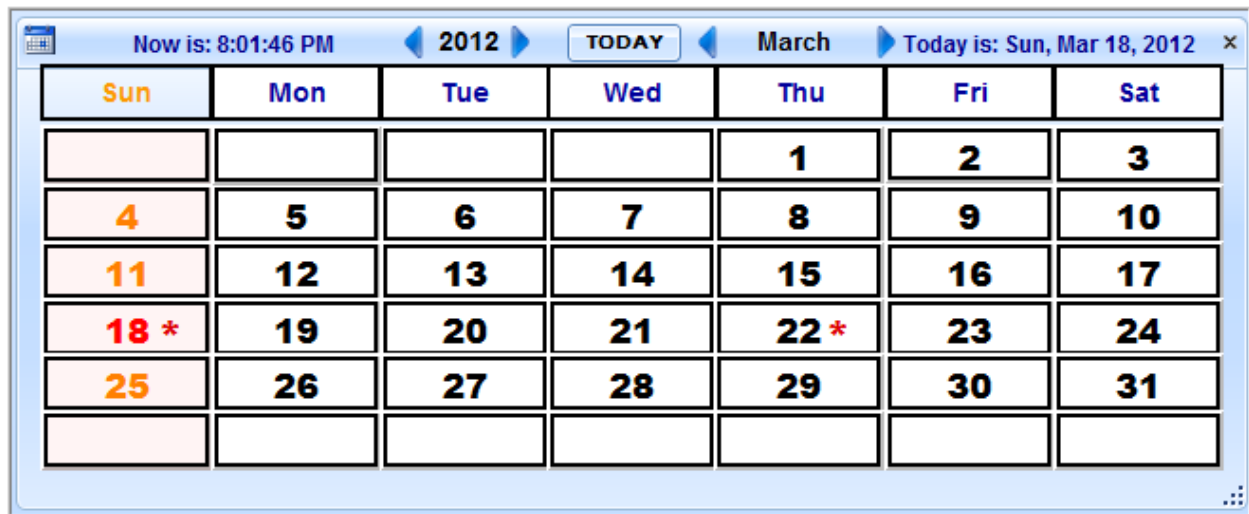 Now is: 8:01:46 PM 2012 TODAY March Today is: Sun, Mar 18, 2012 ×
Sun Mon Tue Wed Thu Fri Sat
1 2 3
4 5 6 7 8 9 10
11 12 13 14 15 16 17
18 * 19 20 21 22 * 23 24
25 26 27 28 29 30 31